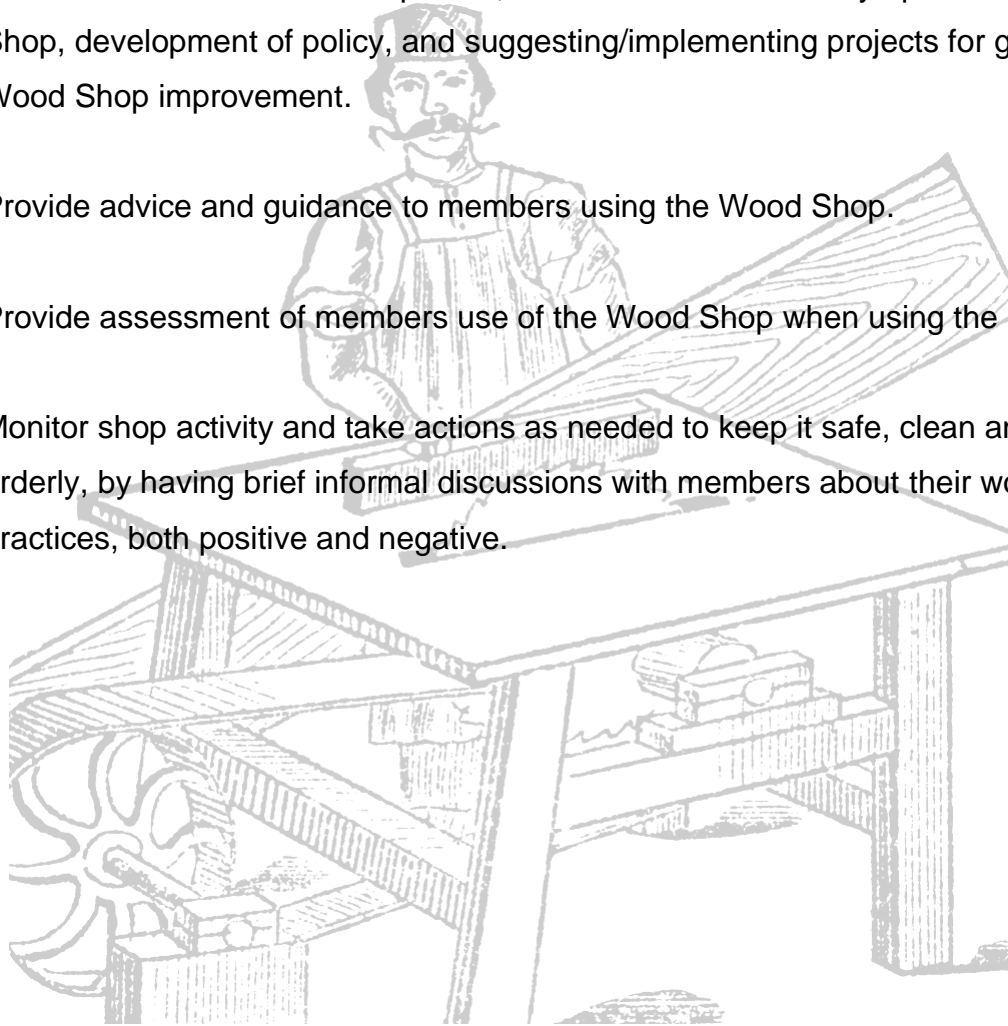 Shop, development of policy, and suggesting/implementing projects for
Wood Shop improvement.
Provide advice and guidance to members using the Wood Shop.
Provide assessment of members use of the Wood Shop when using the
Monitor shop activity and take actions as needed to keep it safe, clean
orderly, by having brief informal discussions with members about their
practices, both positive and negative.